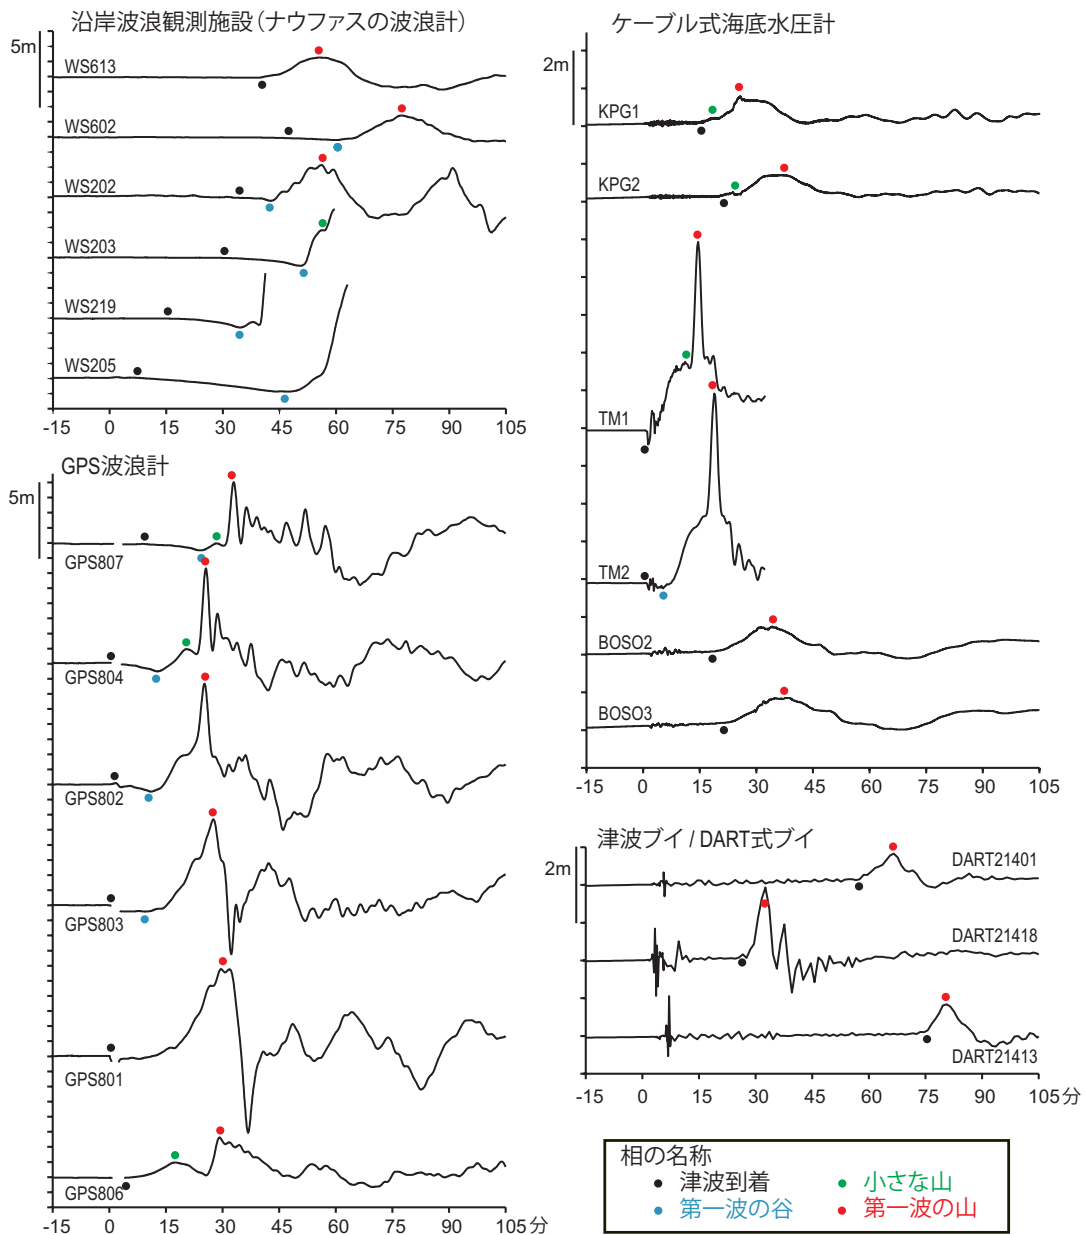 沿岸波浪観測施設(ナウファスの波浪計)
5m
WS613
WS602
WS202
WS203
WS219
WS205
-15 0 15 30 45 60 75 90 105
GPS波浪計
5m
GPS807
GPS804
GPS802
GPS803
GPS801
GPS806
-15 0 15 30 45 60 75 90 105分
ケーブル式海底水圧計
2m
KPG1
KPG2
TM1
TM2
BOSO2
BOSO3
-15 0 15 30 45 60 75 90 105
津波ブイ / DART式ブイ
2m
DART21401
DART21418
DART21413
-15 0 15 30 45 60 75 90 105分
相の名称
津波到着
小さな山
第一波の谷
第一波の山